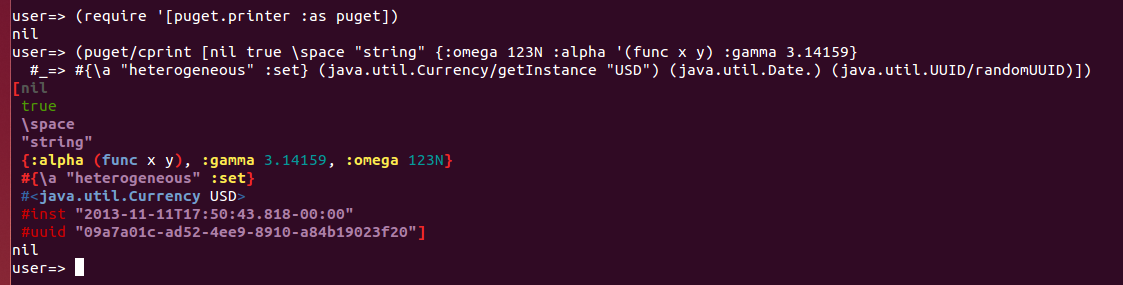 user=> (require '[puget.printer :as puget])
nil
user=> (puget/cprint [nil true \space "string" {:omega 123N :alpha '(func x y) :gamma 3.14159}
  #_=> #{\a "heterogeneous" :set} (java.util.Currency/getInstance "USD") (java.util.Date.) (java.util.UUID/randomUUID)])
[nil
 true
 \space
 "string"
 {:alpha (func x y), :gamma 3.14159, :omega 123N}
 #{\a "heterogeneous" :set}
 #<java.util.Currency USD>
 #inst "2013-11-11T17:50:43.818-00:00"
 #uuid "09a7a01c-ad52-4ee9-8910-a84b19023f20"]
nil
user=>